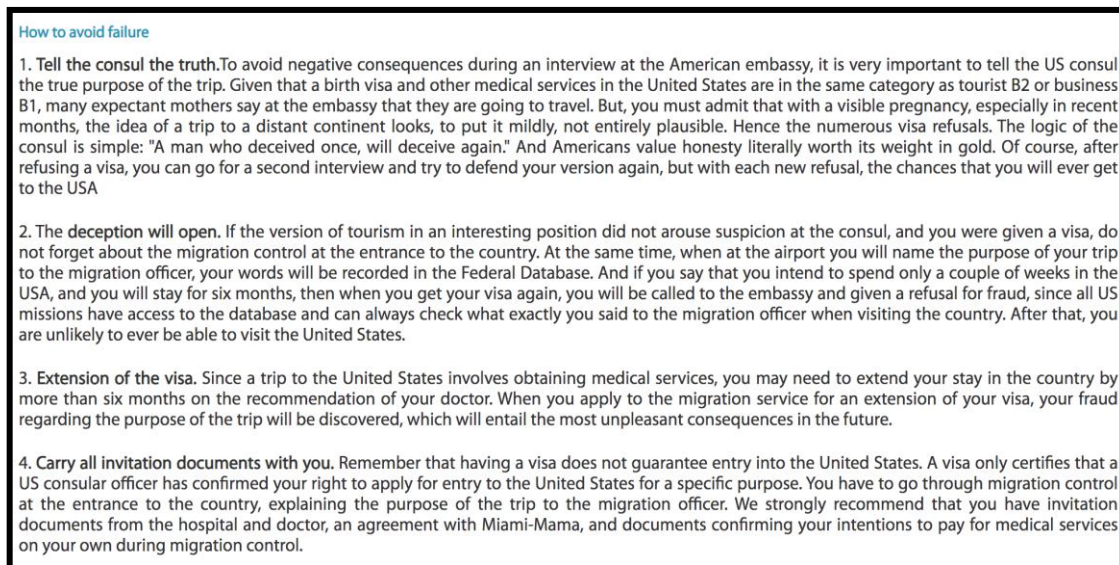 How to avoid failure
1. Tell the consul the truth.To avoid negative consequences during an interview at the American embassy, it is very important to tell the US consul
the true purpose of the trip. Given that a birth visa and other medical services in the United States are in the same category as tourist B2 or business
B1, many expectant mothers say at the embassy that they are going to travel. But, you must admit that with a visible pregnancy, especially in recent
months, the idea of a trip to a distant continent looks, to put it mildly, not entirely plausible. Hence the numerous visa refusals. The logic of the
consul is simple: "A man who deceived once, will deceive again." And Americans value honesty literally worth its weight in gold. Of course, after
refusing a visa, you can go for a second interview and try to defend your version again, but with each new refusal, the chances that you will ever get
to the USA
2. The deception will open. If the version of tourism in an interesting position did not arouse suspicion at the consul, and you were given a visa, do
not forget about the migration control at the entrance to the country. At the same time, when at the airport you will name the purpose of your trip
to the migration officer, your words will be recorded in the Federal Database. And if you say that you intend to spend only a couple of weeks in the
USA, and you will stay for six months, then when you get your visa again, you will be called to the embassy and given a refusal for fraud, since all US
missions have access to the database and can always check what exactly you said to the migration officer when visiting the country. After that, you
are unlikely to ever be able to visit the United States.
3. Extension of the visa. Since a trip to the United States involves obtaining medical services, you may need to extend your stay in the country by
more than six months on the recommendation of your doctor. When you apply to the migration service for an extension of your visa, your fraud
regarding the purpose of the trip will be discovered, which will entail the most unpleasant consequences in the future.
4. Carry all invitation documents with you. Remember that having a visa does not guarantee entry into the United States. A visa only certifies that a
US consular officer has confirmed your right to apply for entry to the United States for a specific purpose. You have to go through migration control
at the entrance to the country, explaining the purpose of the trip to the migration officer. We strongly recommend that you have invitation
documents from the hospital and doctor, an agreement with Miami-Mama, and documents confirming your intentions to pay for medical services
on your own during migration control.